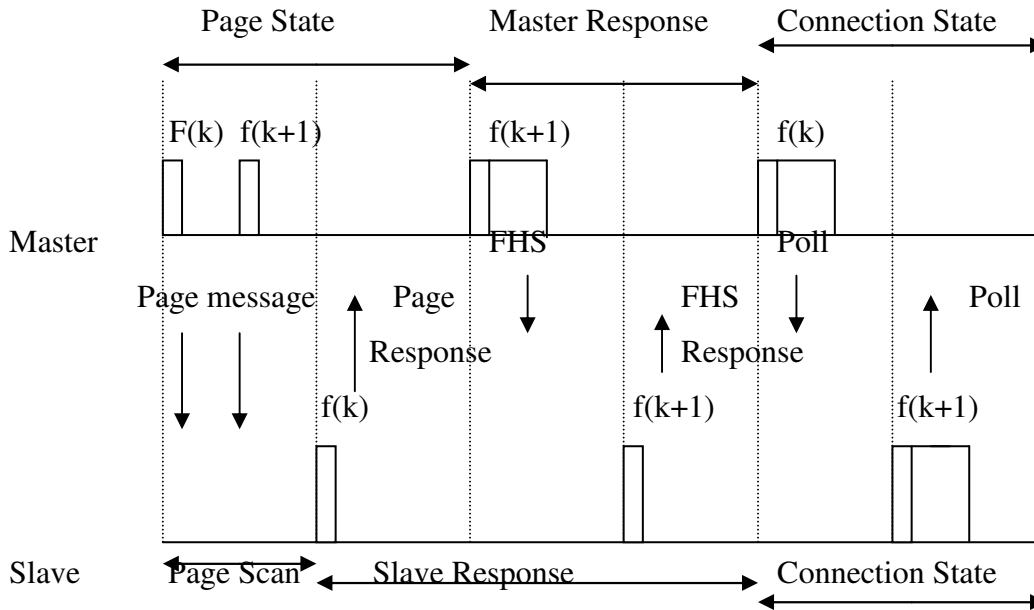 Page State Master Response Connection State
F(k) f(k+1) f(k+1) f(k)
Master FHS Poll
Page message Page FHS Poll
Response Response
f(k) f(k+1) f(k+1)
Slave Page Scan Slave Response Connection State